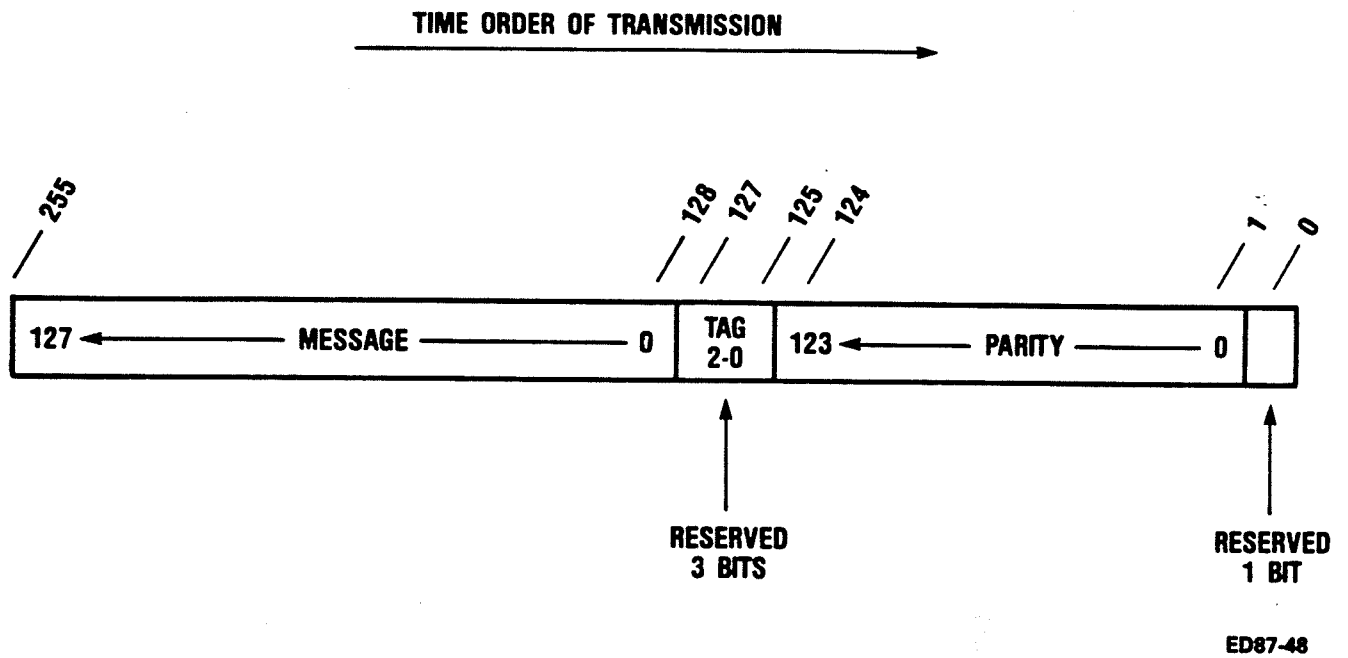 TIME ORDER OF TRANSMISSION
255
128
127
125
124
1
0
127 MESSAGE 0
TAG
2-0
123 PARITY 0
RESERVED
3 BITS
RESERVED
1 BIT
ED87-48